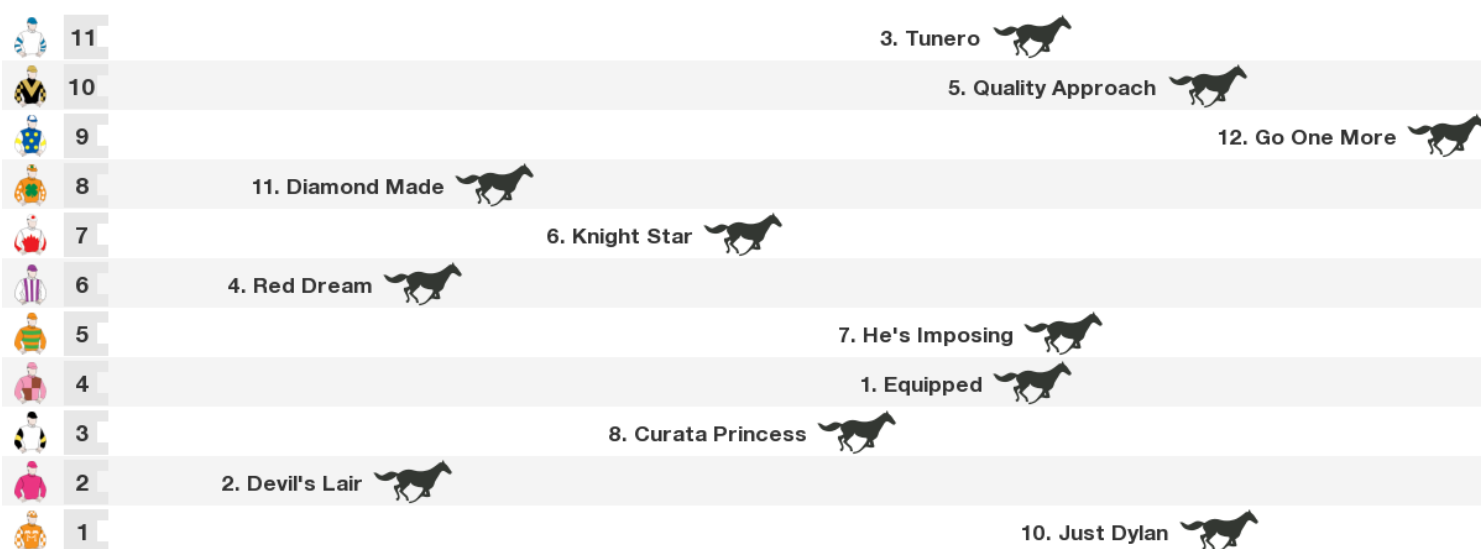 11 3. Tunero
10 5. Quality Approach
9 12. Go One More
8 11. Diamond Made
7 6. Knight Star
6 4. Red Dream
5 7. He's Imposing
4 1. Equipped
3 8. Curata Princess
2 2. Devil's Lair
1 10. Just Dylan